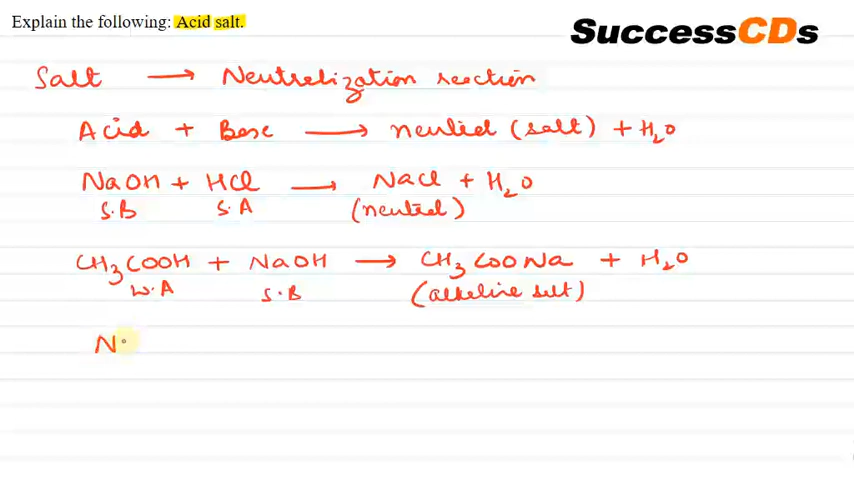 Explain the following: Acid salt.
SuccessCDs
Salt → Neutralization reaction
Acid + Base → neutral (salt) + H₂O
NaOH + HCl → NaCl + H₂O
S.B S.A (neutral)
CH₃COOH + NaOH → CH₃COONa + H₂O
W.A S.B (alkaline salt)
N